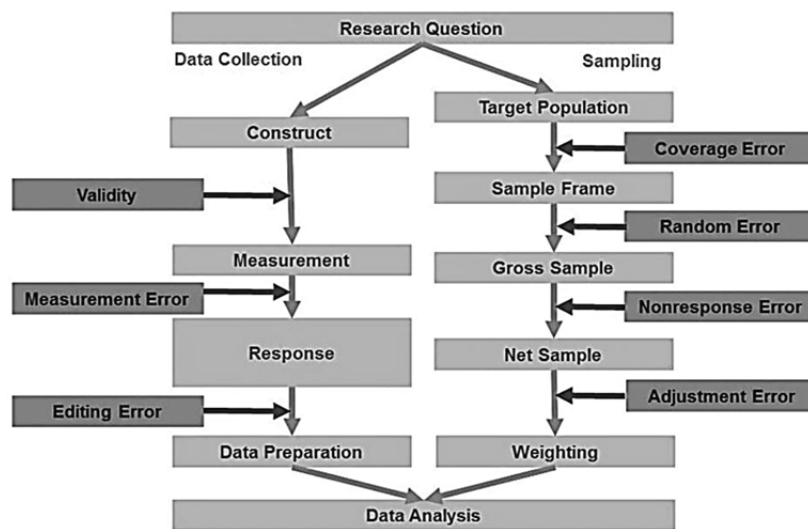 Research Question
Data Collection
Sampling
Target Population
Construct
Coverage Error
Validity
Sample Frame
Random Error
Measurement
Gross Sample
Measurement Error
Nonresponse Error
Response
Net Sample
Editing Error
Adjustment Error
Data Preparation
Weighting
Data Analysis